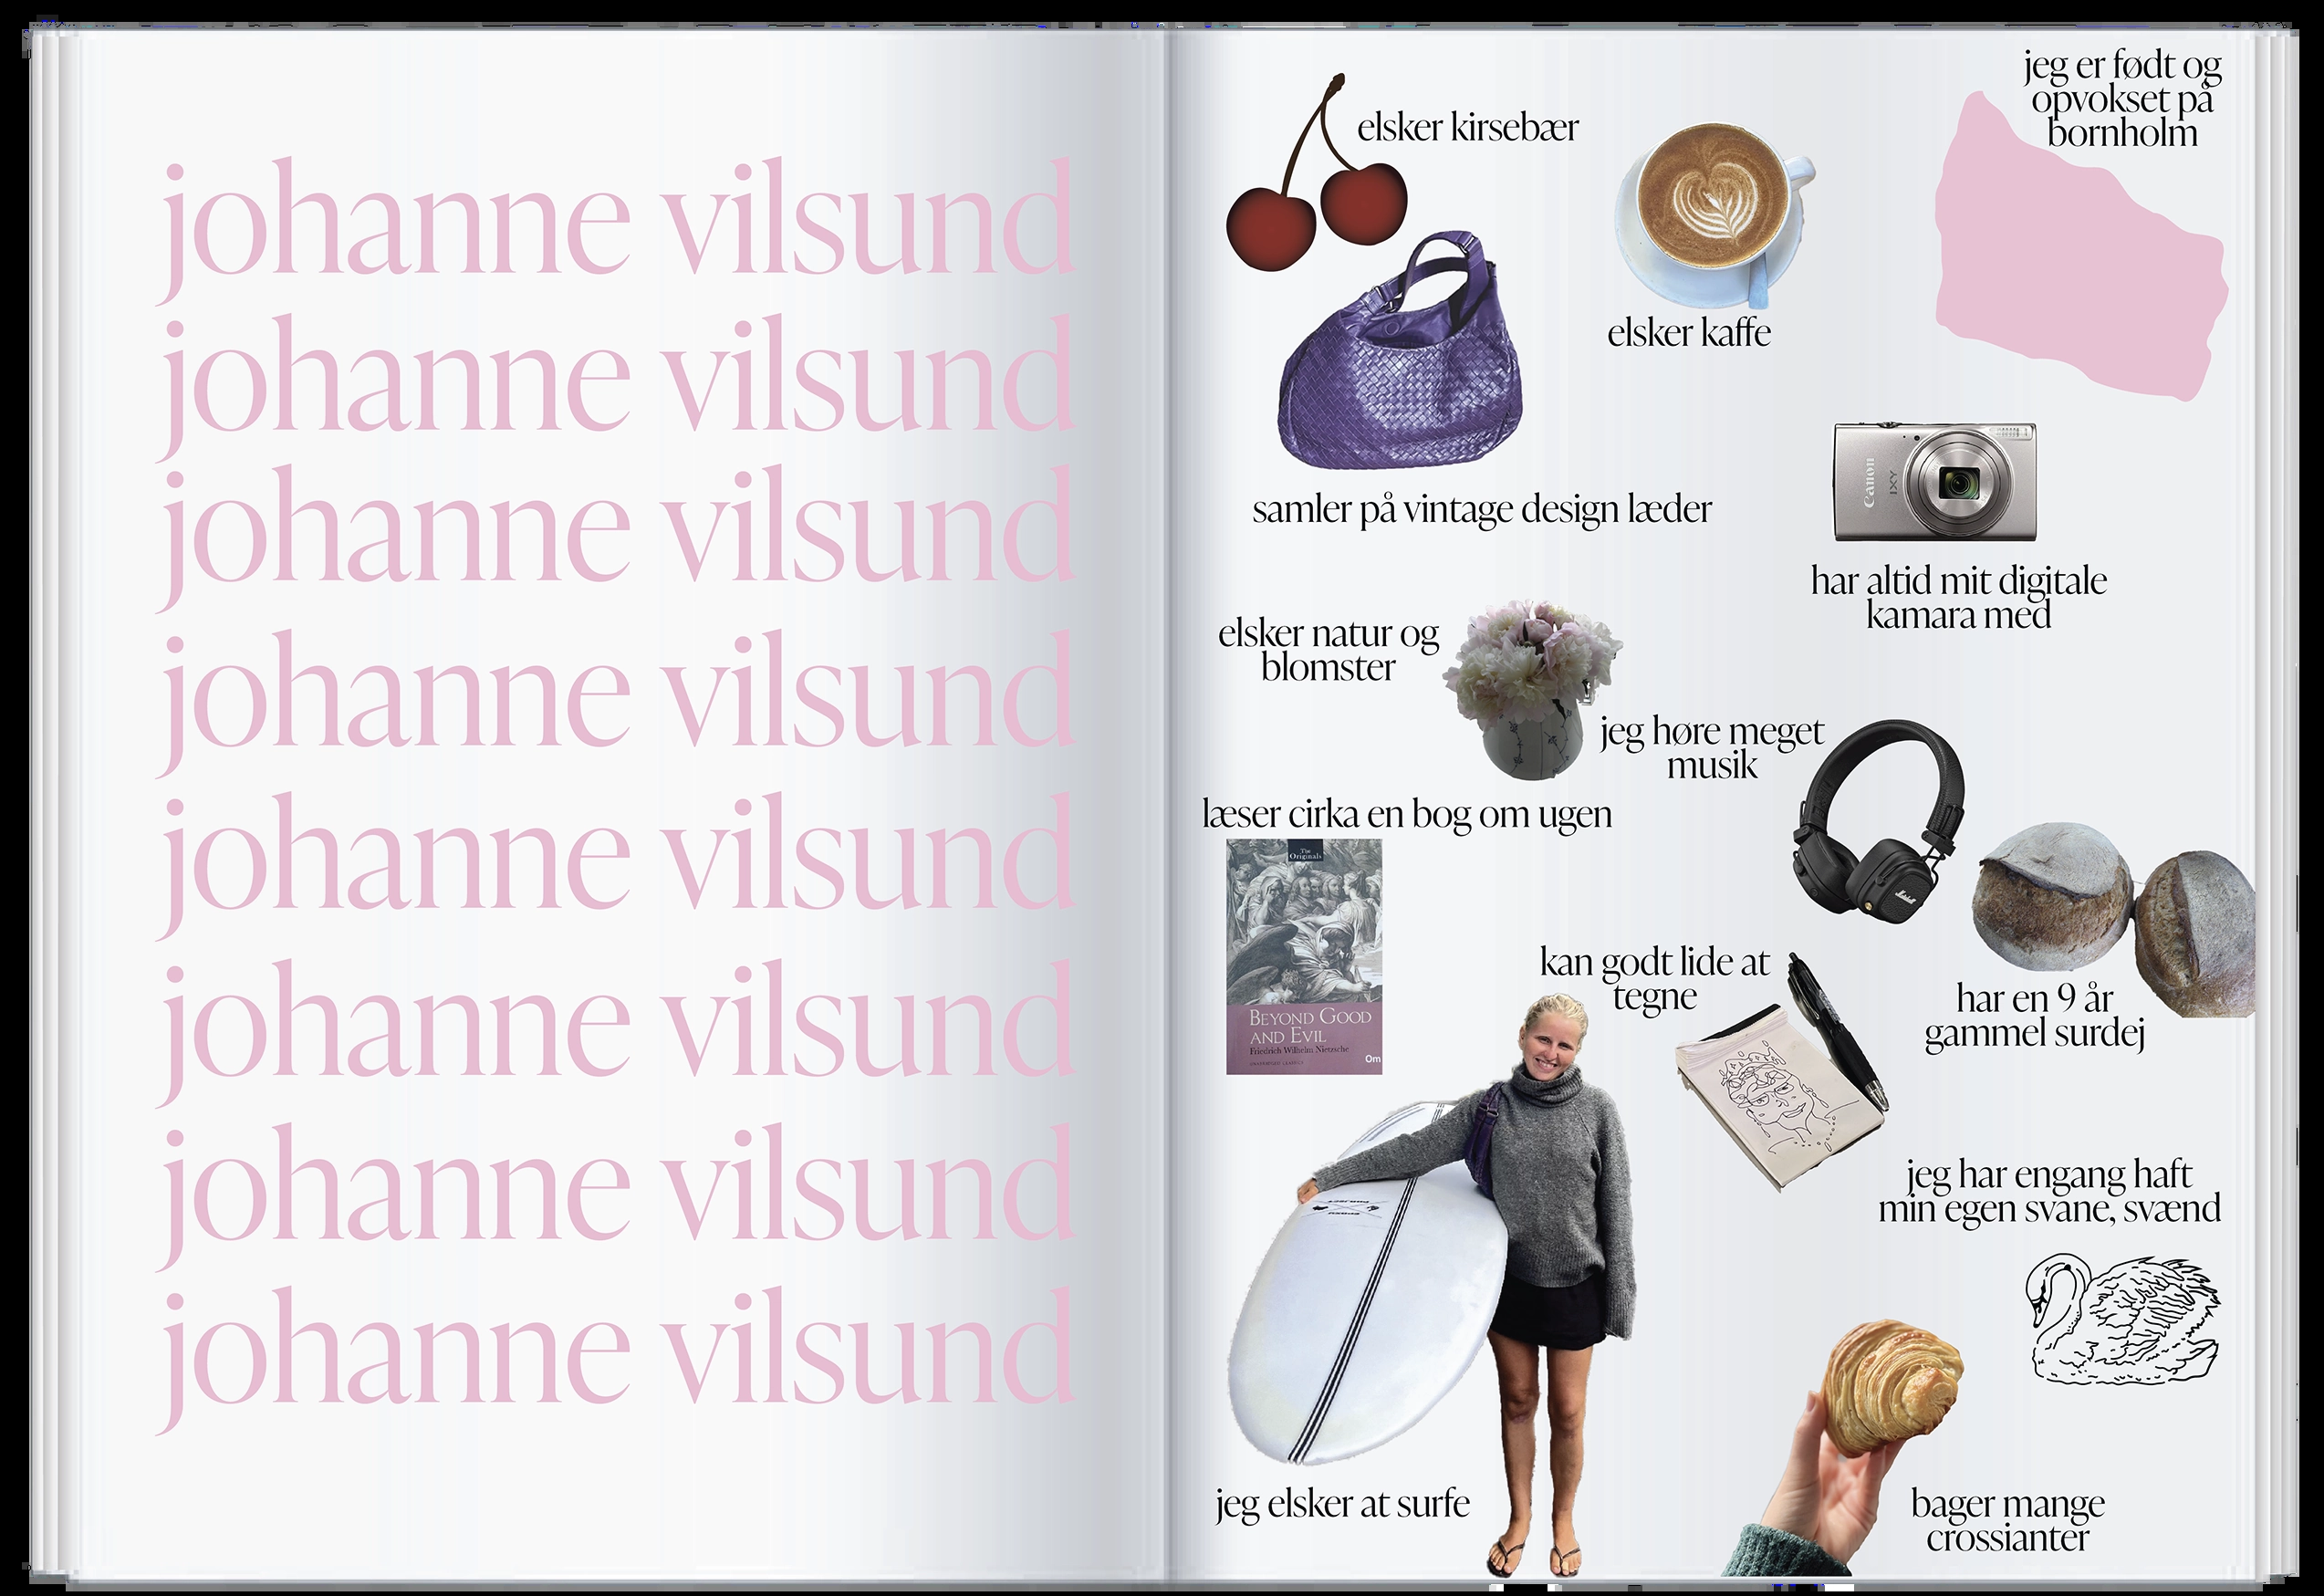 johanne vilsund
johanne vilsund
johanne vilsund
johanne vilsund
johanne vilsund
johanne vilsund
johanne vilsund
johanne vilsund
elsker kirsebær
elsker kaffe
jeg er født og
opvokset på
bornholm
samler på vintage design læder
Canon
IXY
har altid mit digitale
kamara med
elsker natur og
blomster
jeg høre meget
musik
Marshall
læser cirka en bog om ugen
The
Originals
BEYOND GOOD
AND EVIL
Friedrich Wilhelm Nietzsche
Om
kan godt lide at
tegne
har en 9 år
gammel surdej
jeg har engang haft
min egen svane, svænd
jeg elsker at surfe
bager mange
crossianter